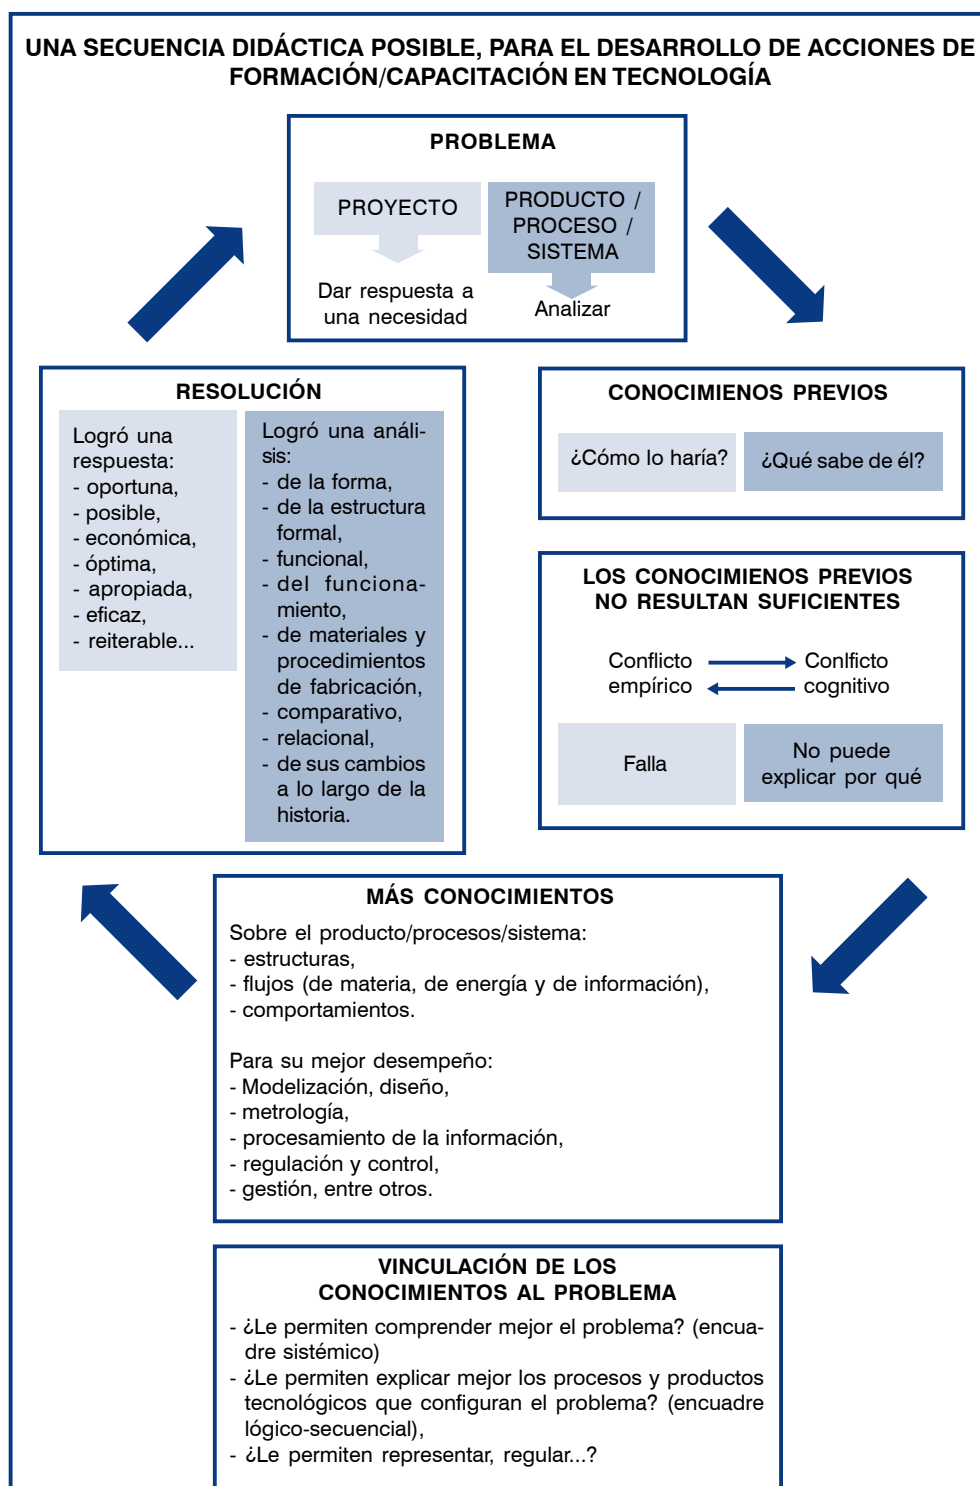 UNA SECUENCIA DIDÁCTICA POSIBLE, PARA EL DESARROLLO DE ACCIONES DE
FORMACIÓN/CAPACITACIÓN EN TECNOLOGÍA
PROBLEMA
PROYECTO
Dar respuesta a
una necesidad
PRODUCTO /
PROCESO /
SISTEMA
Analizar
CONOCIMIENOS PREVIOS
¿Cómo lo haría?
¿Qué sabe de él?
LOS CONOCIMIENOS PREVIOS
NO RESULTAN SUFICIENTES
Conflicto
empírico
Conlficto
cognitivo
Falla
No puede
explicar por qué
MÁS CONOCIMIENTOS
Sobre el producto/procesos/sistema:
- estructuras,
- flujos (de materia, de energía y de información),
- comportamientos.
Para su mejor desempeño:
- Modelización, diseño,
- metrología,
- procesamiento de la información,
- regulación y control,
- gestión, entre otros.
VINCULACIÓN DE LOS
CONOCIMIENTOS AL PROBLEMA
- ¿Le permiten comprender mejor el problema? (encua-
dre sistémico)
- ¿Le permiten explicar mejor los procesos y productos
tecnológicos que configuran el problema? (encuadre
lógico-secuencial),
- ¿Le permiten representar, regular...?
RESOLUCIÓN
Logró una
respuesta:
- oportuna,
- posible,
- económica,
- óptima,
- apropiada,
- eficaz,
- reiterable...
Logró una análi-
sis:
- de la forma,
- de la estructura
formal,
- funcional,
- del funciona-
miento,
- de materiales y
procedimientos
de fabricación,
- comparativo,
- relacional,
- de sus cambios
a lo largo de la
historia.